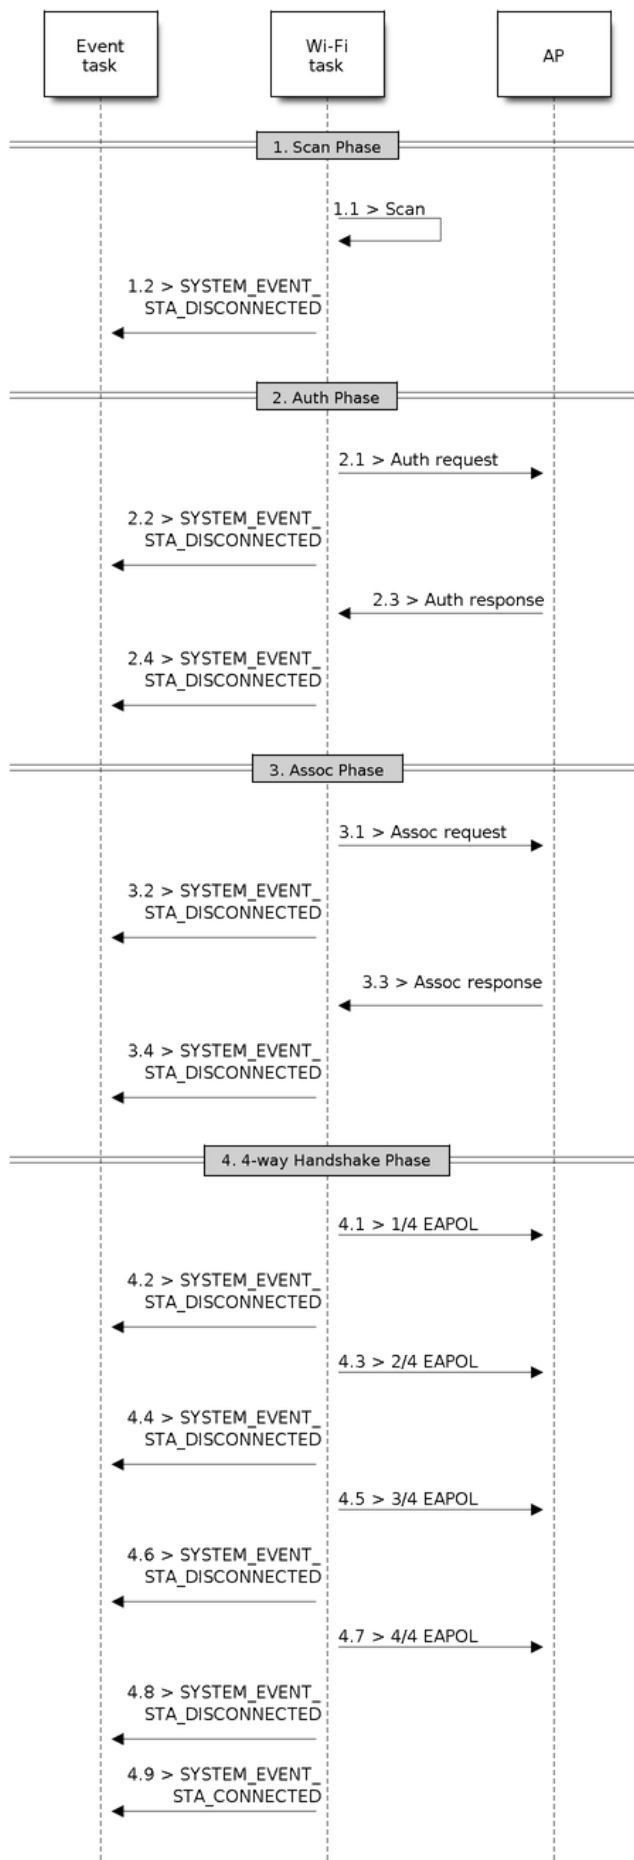 Event
task
Wi-Fi
task
AP
1. Scan Phase
1.1 > Scan
1.2 > SYSTEM_EVENT_
STA_DISCONNECTED
2. Auth Phase
2.1 > Auth request
2.2 > SYSTEM_EVENT_
STA_DISCONNECTED
2.3 > Auth response
2.4 > SYSTEM_EVENT_
STA_DISCONNECTED
3. Assoc Phase
3.1 > Assoc request
3.2 > SYSTEM_EVENT_
STA_DISCONNECTED
3.3 > Assoc response
3.4 > SYSTEM_EVENT_
STA_DISCONNECTED
4. 4-way Handshake Phase
4.1 > 1/4 EAPOL
4.2 > SYSTEM_EVENT_
STA_DISCONNECTED
4.3 > 2/4 EAPOL
4.4 > SYSTEM_EVENT_
STA_DISCONNECTED
4.5 > 3/4 EAPOL
4.6 > SYSTEM_EVENT_
STA_DISCONNECTED
4.7 > 4/4 EAPOL
4.8 > SYSTEM_EVENT_
STA_DISCONNECTED
4.9 > SYSTEM_EVENT_
STA_CONNECTED